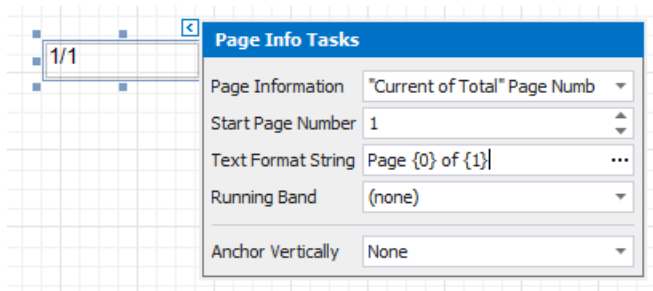 1/1
Page Info Tasks
Page Information "Current of Total" Page Numb
Start Page Number 1
Text Format String Page {0} of {1} ...
Running Band (none)
Anchor Vertically None